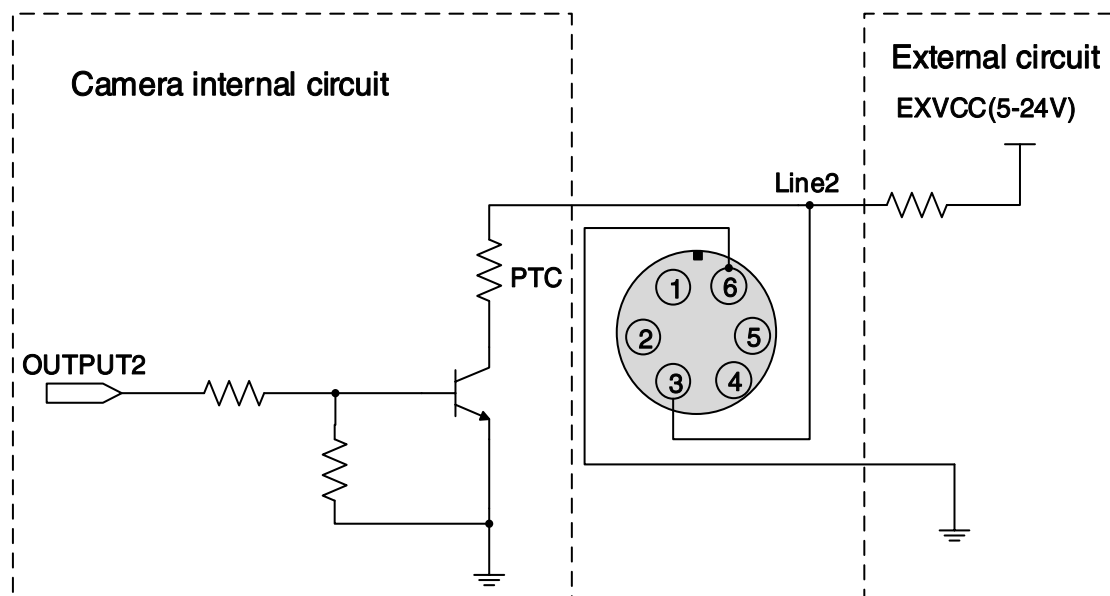 Camera internal circuit
External circuit
EXVCC(5-24V)
Line2
PTC
1
6
2
5
3
4
OUTPUT2